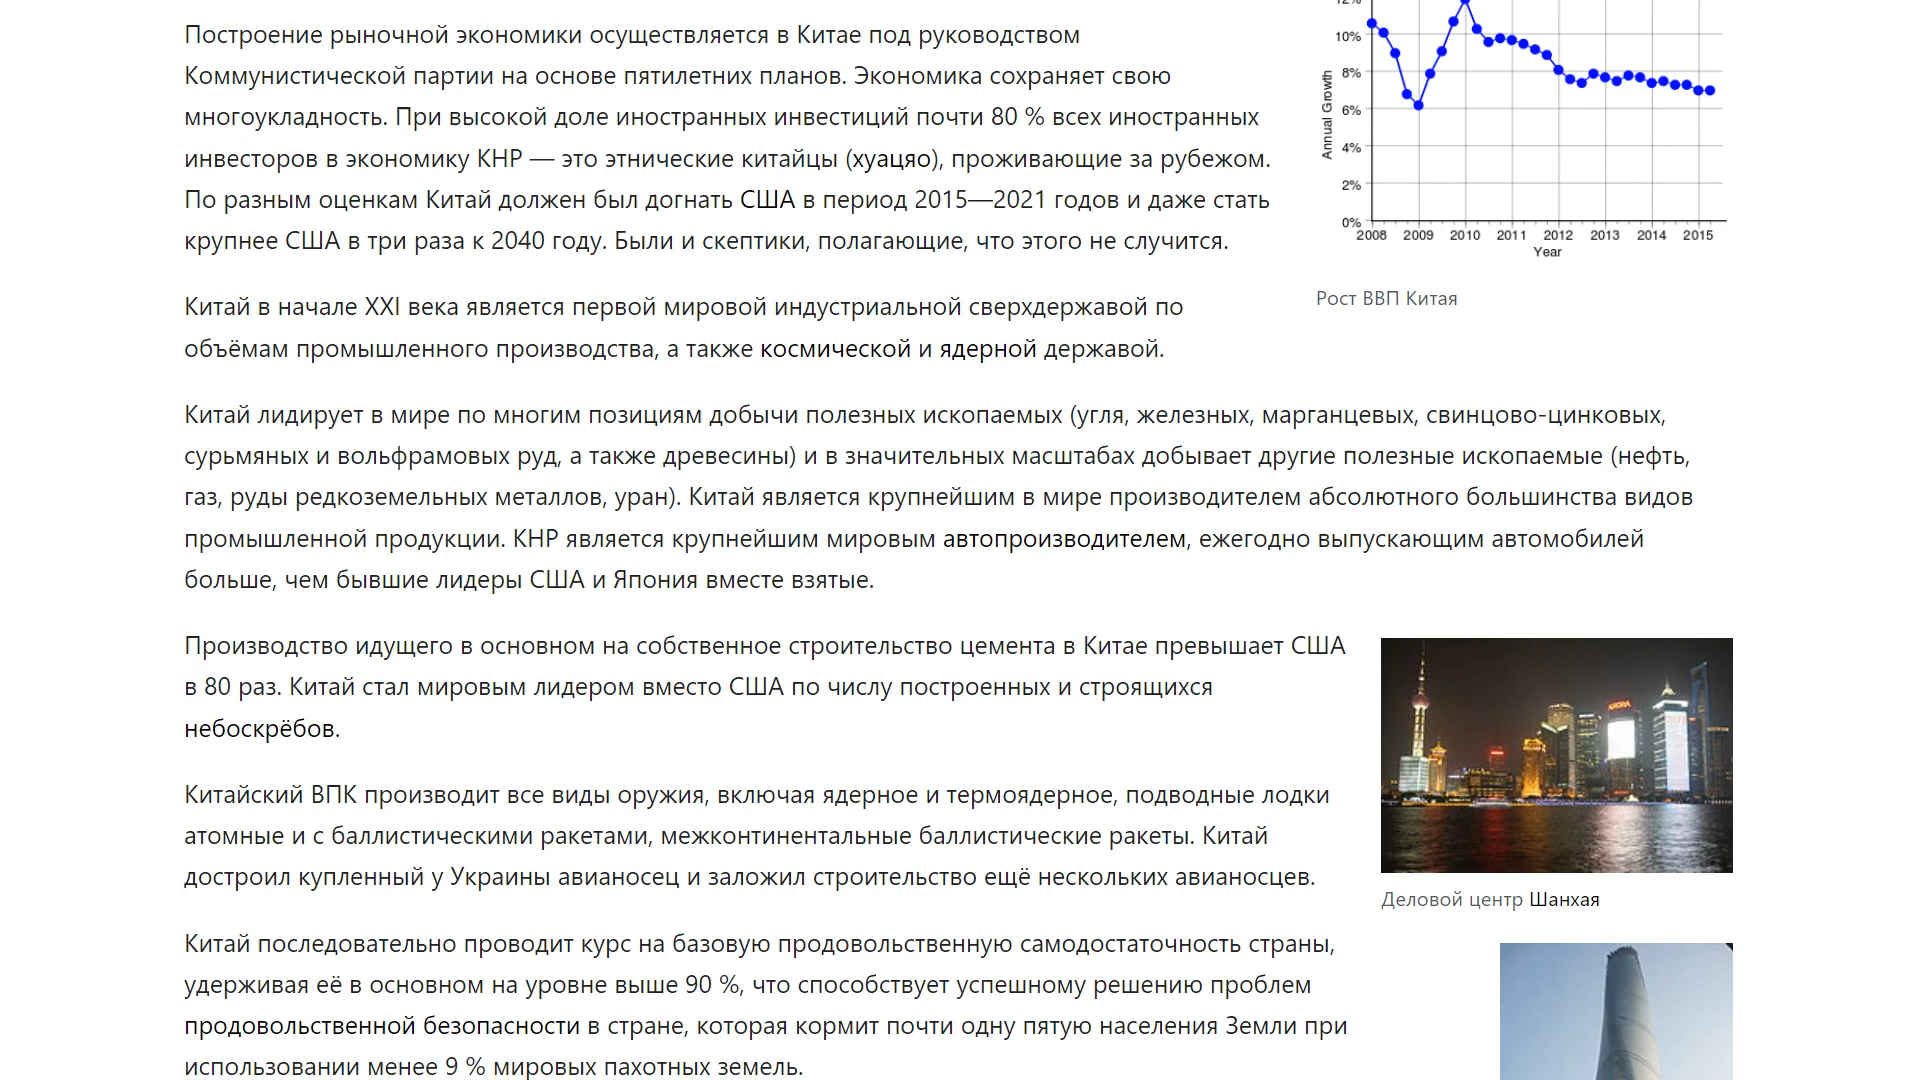 Построение рыночной экономики осуществляется в Китае под руководством
Коммунистической партии на основе пятилетних планов. Экономика сохраняет свою
многоукладность. При высокой доле иностранных инвестиций почти 80 % всех иностранных
инвесторов в экономику КНР — это этнические китайцы (хуацяо), проживающие за рубежом.
По разным оценкам Китай должен был догнать США в период 2015—2021 годов и даже стать
крупнее США в три раза к 2040 году. Были и скептики, полагающие, что этого не случится.
12%
10%
8%
6%
4%
2%
0%
Annual Growth
2008 2009 2010 2011 2012 2013 2014 2015
Year
Рост ВВП Китая
Китай в начале XXI века является первой мировой индустриальной сверхдержавой по
объёмам промышленного производства, а также космической и ядерной державой.
Китай лидирует в мире по многим позициям добычи полезных ископаемых (угля, железных, марганцевых, свинцово-цинковых,
сурьмяных и вольфрамовых руд, а также древесины) и в значительных масштабах добывает другие полезные ископаемые (нефть,
газ, руды редкоземельных металлов, уран). Китай является крупнейшим в мире производителем абсолютного большинства видов
промышленной продукции. КНР является крупнейшим мировым автопроизводителем, ежегодно выпускающим автомобилей
больше, чем бывшие лидеры США и Япония вместе взятые.
Производство идущего в основном на собственное строительство цемента в Китае превышает США
в 80 раз. Китай стал мировым лидером вместо США по числу построенных и строящихся
небоскрёбов.
AURORA
Деловой центр Шанхая
Китайский ВПК производит все виды оружия, включая ядерное и термоядерное, подводные лодки
атомные и с баллистическими ракетами, межконтинентальные баллистические ракеты. Китай
достроил купленный у Украины авианосец и заложил строительство ещё нескольких авианосцев.
Китай последовательно проводит курс на базовую продовольственную самодостаточность страны,
удерживая её в основном на уровне выше 90 %, что способствует успешному решению проблем
продовольственной безопасности в стране, которая кормит почти одну пятую населения Земли при
использовании менее 9 % мировых пахотных земель.